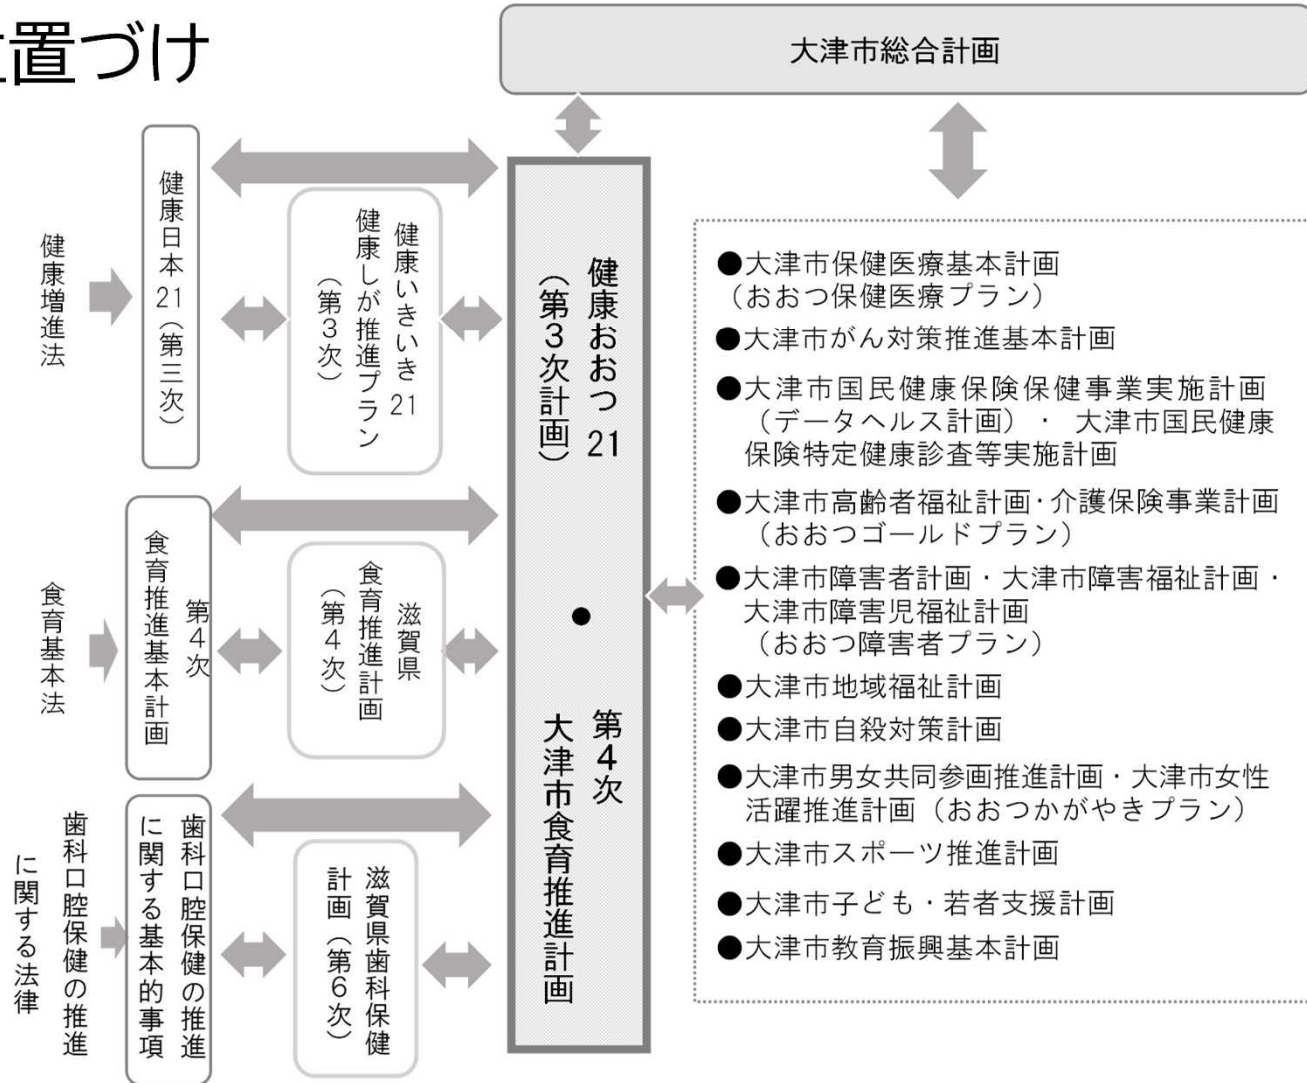 置づけ
大津市総合計画
健康増進法
健康日本21（第三次）
健康いきいき21
健康しが推進プラン
（第3次）
食育基本法
第4次
食育推進基本計画
滋賀県
食育推進計画
（第4次）
歯科口腔保健の推進
に関する法律
歯科口腔保健の推進
に関する基本的事項
滋賀県歯科保健
計画（第6次）
健康おおつ21
（第3次計画）
●
第4次
大津市食育推進計画
●大津市保健医療基本計画
（おおつ保健医療プラン）
●大津市がん対策推進基本計画
●大津市国民健康保険保健事業実施計画
（データヘルス計画）・ 大津市国民健康
保険特定健康診査等実施計画
●大津市高齢者福祉計画・介護保険事業計画
（おおつゴールドプラン）
●大津市障害者計画・大津市障害福祉計画・
大津市障害児福祉計画
（おおつ障害者プラン）
●大津市地域福祉計画
●大津市自殺対策計画
●大津市男女共同参画推進計画・大津市女性
活躍推進計画（おおつかがやきプラン）
●大津市スポーツ推進計画
●大津市子ども・若者支援計画
●大津市教育振興基本計画